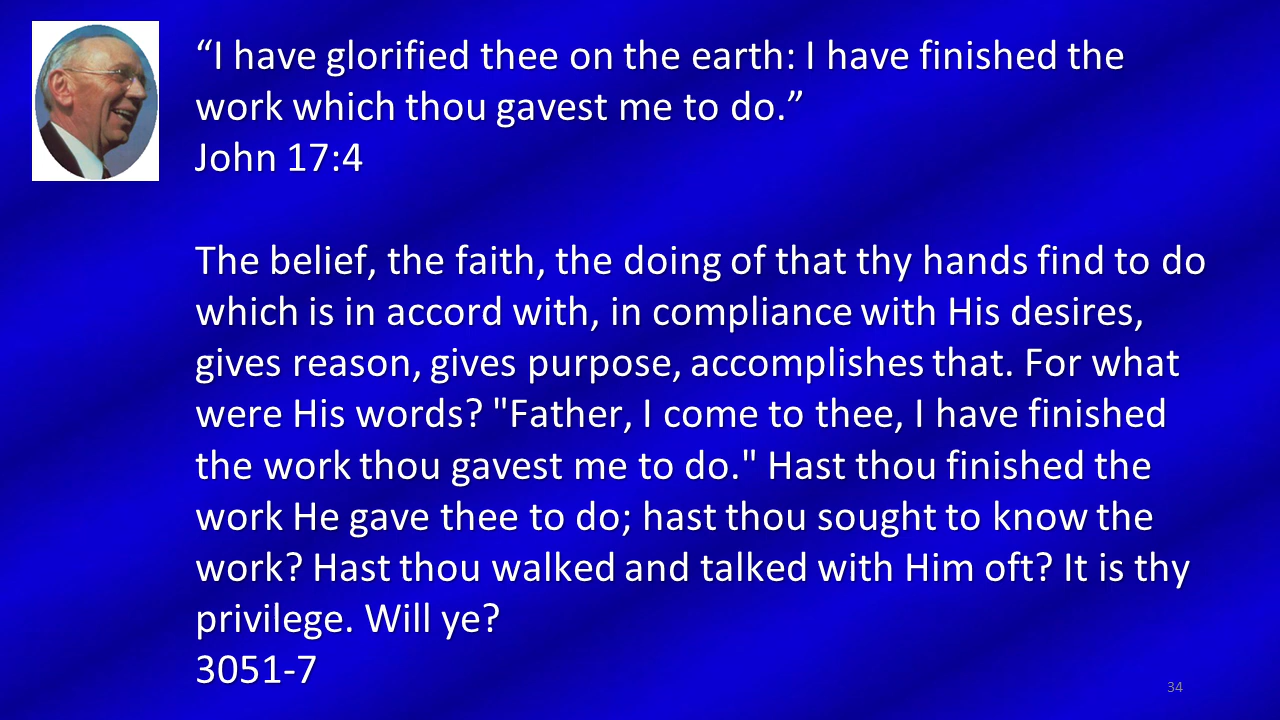 “I have glorified thee on the earth: I have finished the
work which thou gavest me to do.”
John 17:4
The belief, the faith, the doing of that thy hands find to do
which is in accord with, in compliance with His desires,
gives reason, gives purpose, accomplishes that. For what
were His words? "Father, I come to thee, I have finished
the work thou gavest me to do." Hast thou finished the
work He gave thee to do; hast thou sought to know the
work? Hast thou walked and talked with Him oft? It is thy
privilege. Will ye?
3051-7
34